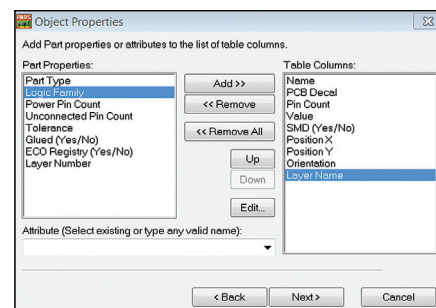 PADS
Object Properties
Add Part properties or attributes to the list of table columns.
Part Properties:
Part Type
Logic Family
Power Pin Count
Unconnected Pin Count
Tolerance
Glued (Yes/No)
ECO Registry (Yes/No)
Layer Number
Add >>
<< Remove
<< Remove All
Up
Down
Edit...
Table Columns:
Name
PCB Decal
Pin Count
Value
SMD (Yes/No)
Position X
Position Y
Orientation
Layer Name
Attribute (Select existing or type any valid name):
< Back
Next >
Cancel